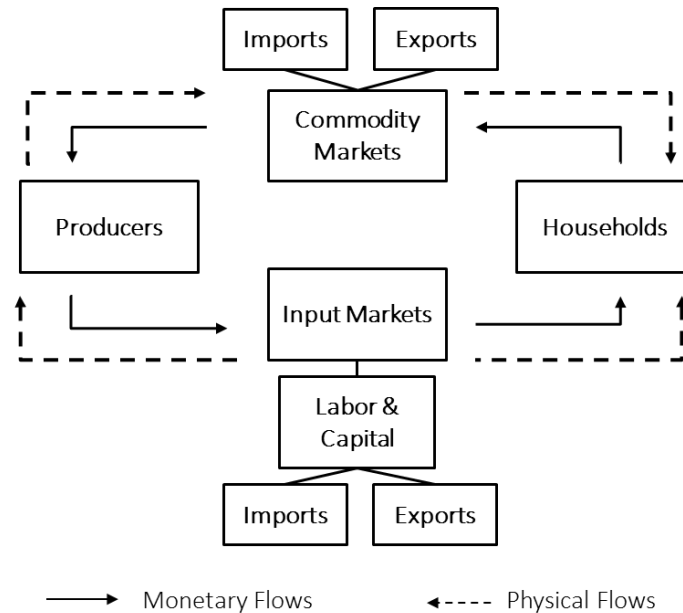 Imports
Exports
Commodity
Markets
Producers
Households
Input Markets
Labor &
Capital
Imports
Exports
Monetary Flows
Physical Flows